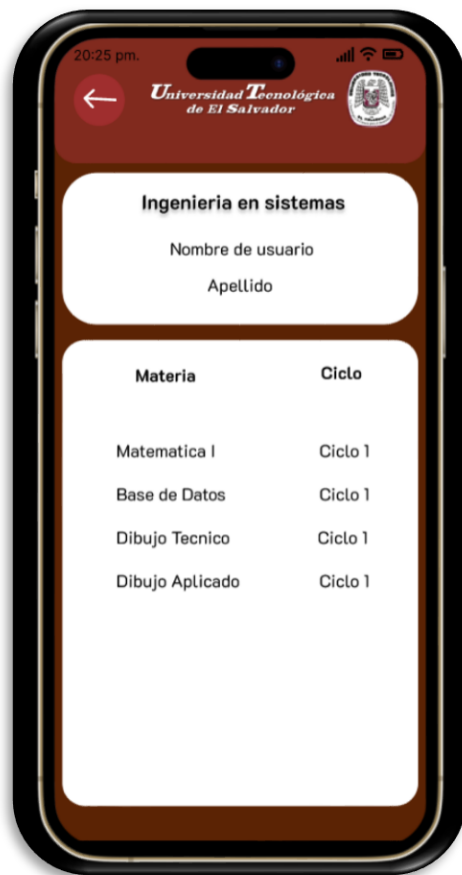 20:25 pm.
Universidad Tecnológica
de El Salvador
Ingenieria en sistemas
Nombre de usuario
Apellido
Materia Ciclo
Matematica I Ciclo 1
Base de Datos Ciclo 1
Dibujo Tecnico Ciclo 1
Dibujo Aplicado Ciclo 1